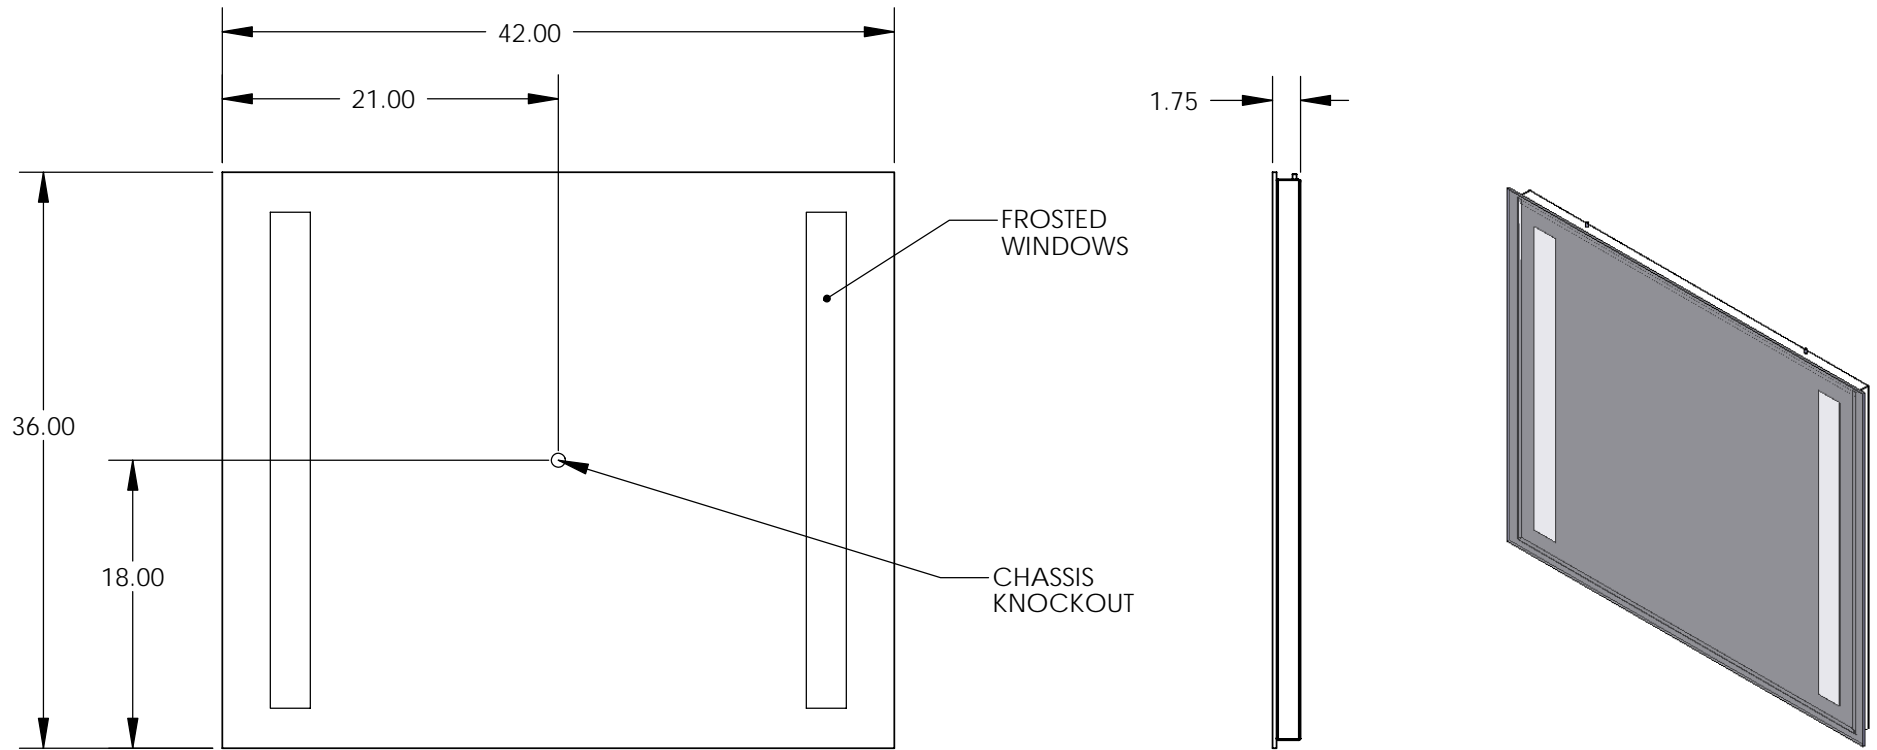 42.00
21.00
1.75
FROSTED
WINDOWS
36.00
18.00
CHASSIS
KNOCKOUT